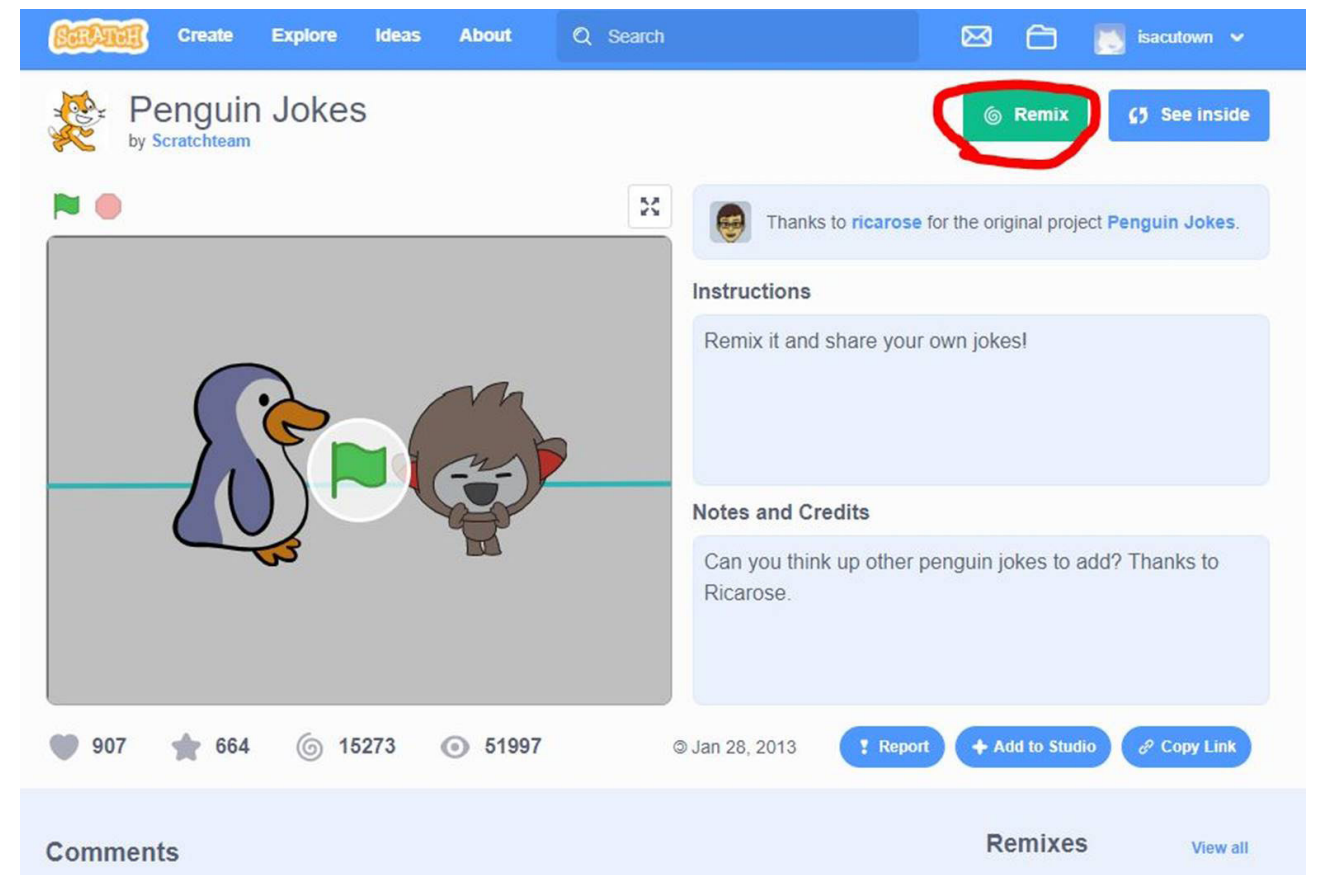 SCRATCH Create Explore Ideas About Search isacutown
Penguin Jokes
by Scratchteam
Remix See inside
Thanks to ricarose for the original project Penguin Jokes.
Instructions
Remix it and share your own jokes!
Notes and Credits
Can you think up other penguin jokes to add? Thanks to
Ricarose.
907 664 15273 51997 © Jan 28, 2013 Report Add to Studio Copy Link
Comments Remixes View all